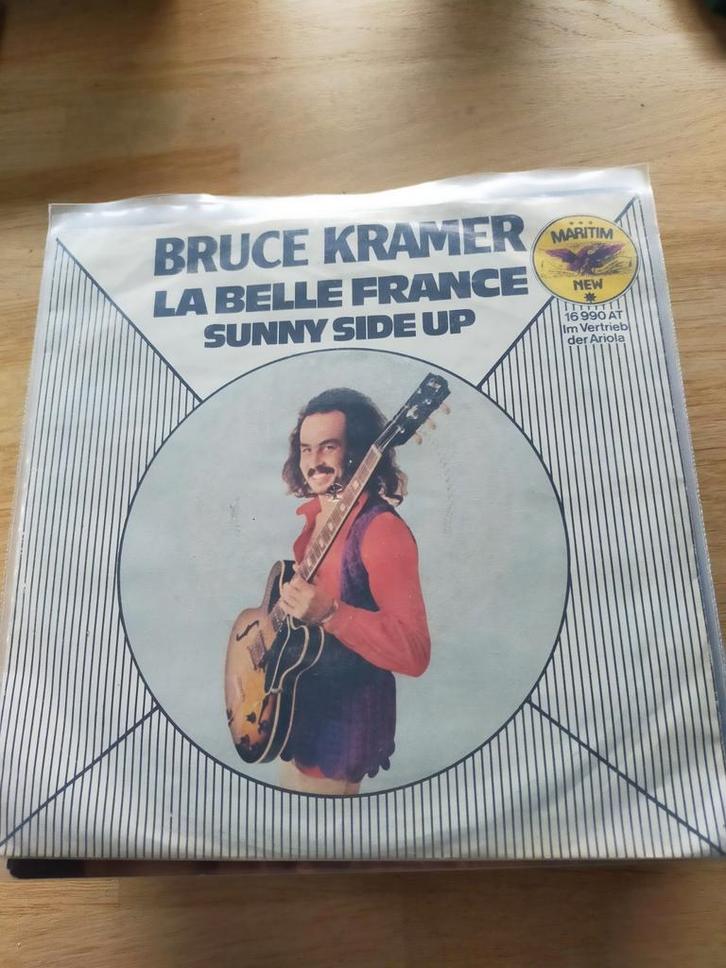 BRUCE KRAMER
LA BELLE FRANCE
SUNNY SIDE UP
MARITIM
NEW
16 990 AT
Im Vertrieb
der Ariola